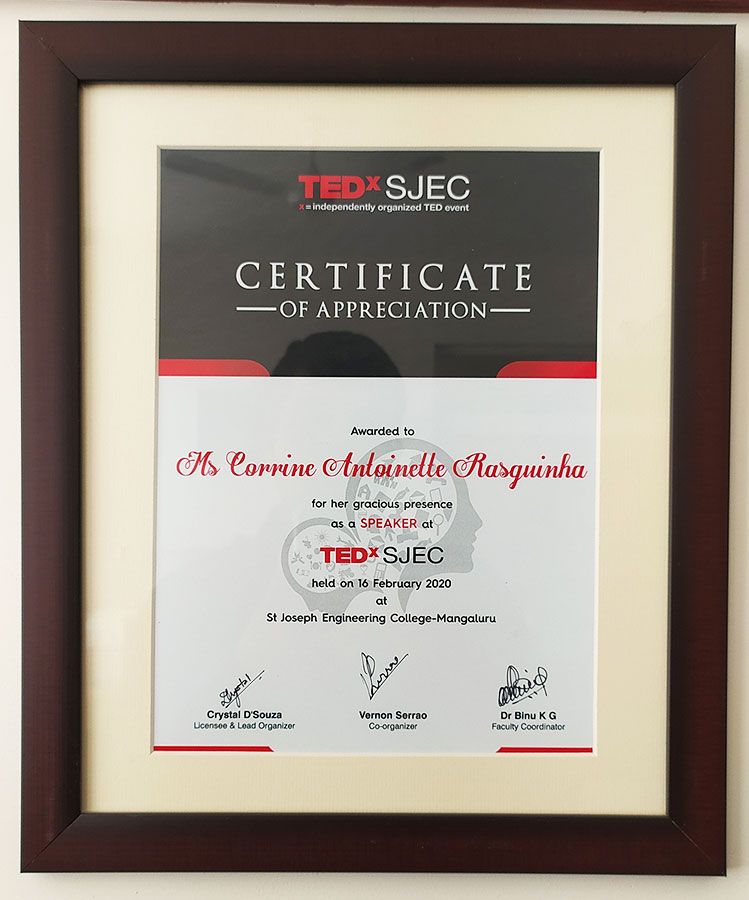 TEDx SJEC
x = independently organized TED event
CERTIFICATE
OF APPRECIATION
Awarded to
Ms Corrine Antoinette Rasquinha
for her gracious presence
as a SPEAKER at
TEDx SJEC
held on 16 February 2020
at
St Joseph Engineering College-Mangaluru
Crystal D'Souza
Licensee & Lead Organizer
Vernon Serrao
Co-organizer
Dr Binu K G
Faculty Coordinator